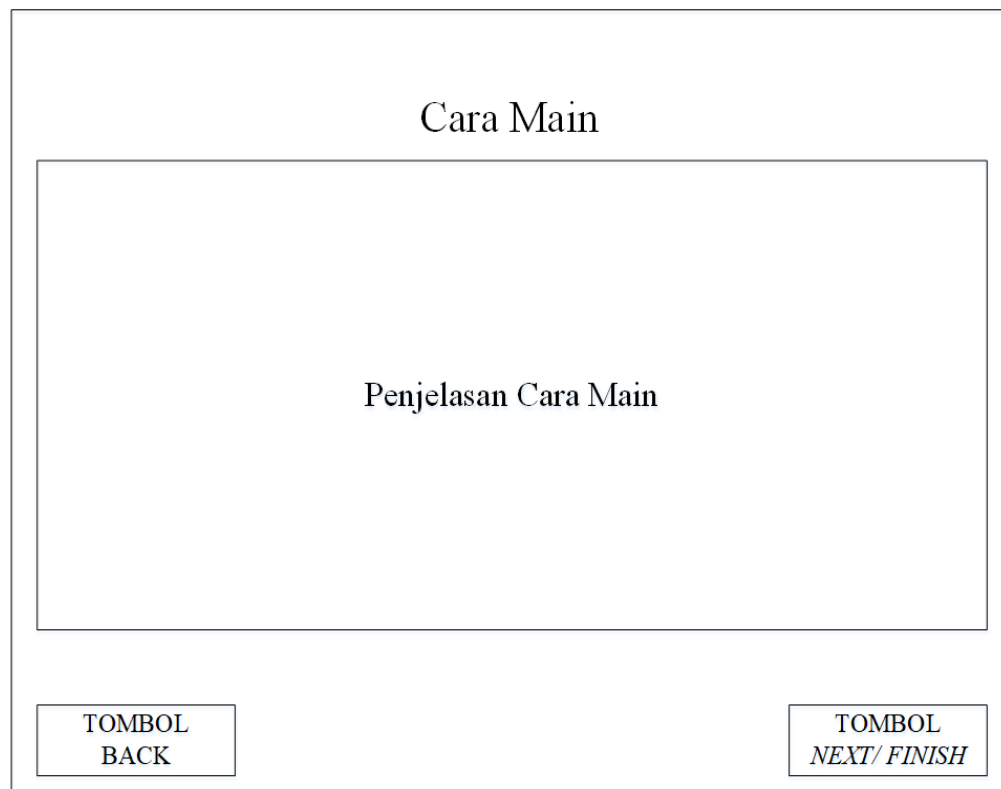 Cara Main
Penjelasan Cara Main
TOMBOL
BACK
TOMBOL
NEXT/ FINISH